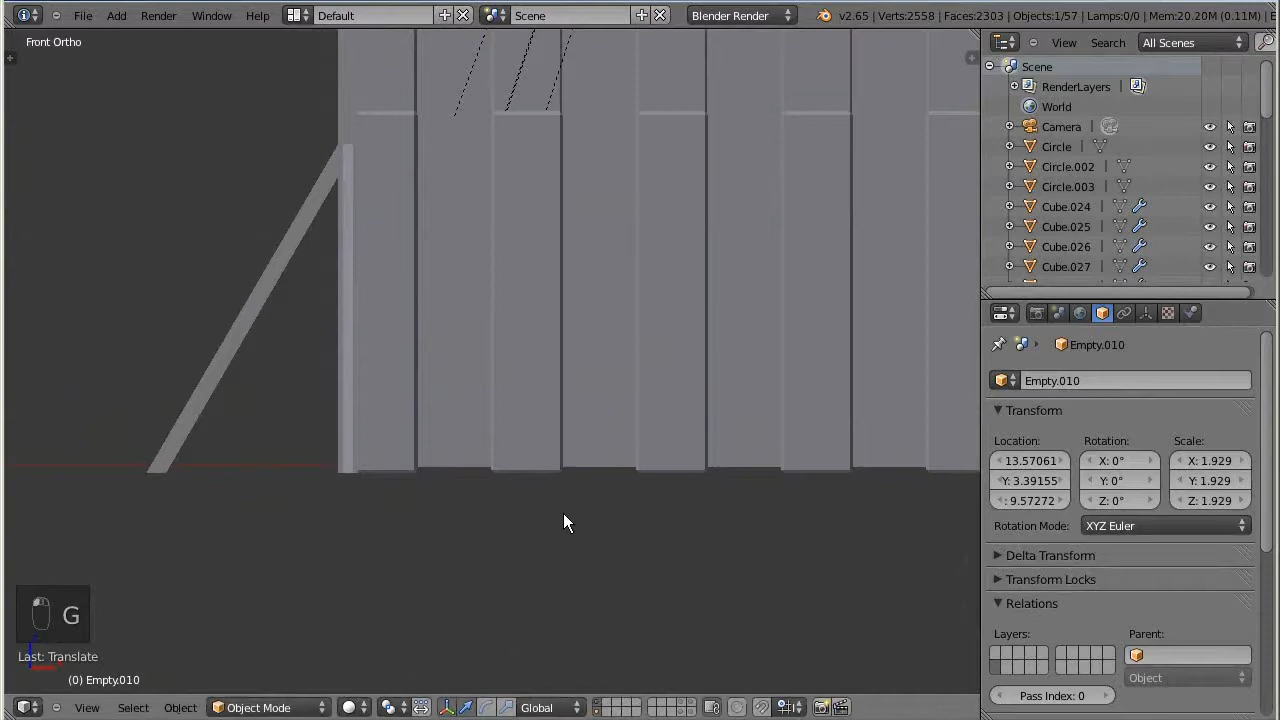 File Add Render Window Help Default Scene Blender Render v2.65 | Verts:2558 | Faces:2303 | Objects:1/57 | Lamps:0/0 | Mem:20.20M (0.11M) |
Front Ortho
View Search All Scenes
Scene
RenderLayers |
World
Camera |
Circle |
Circle.002 |
Circle.003 |
Cube.024 |
Cube.025 |
Cube.026 |
Cube.027 |
Empty.010
Empty.010
Transform
Location: Rotation: Scale:
13.57061 X: 0° X: 1.929
Y: 3.39155 Y: 0° Y: 1.929
: 9.57272 Z: 0° Z: 1.929
Rotation Mode: XYZ Euler
Delta Transform
Transform Locks
Relations
Layers: Parent:
Object
Pass Index: 0
G
Last: Translate
(0) Empty.010
View Select Object Object Mode Global